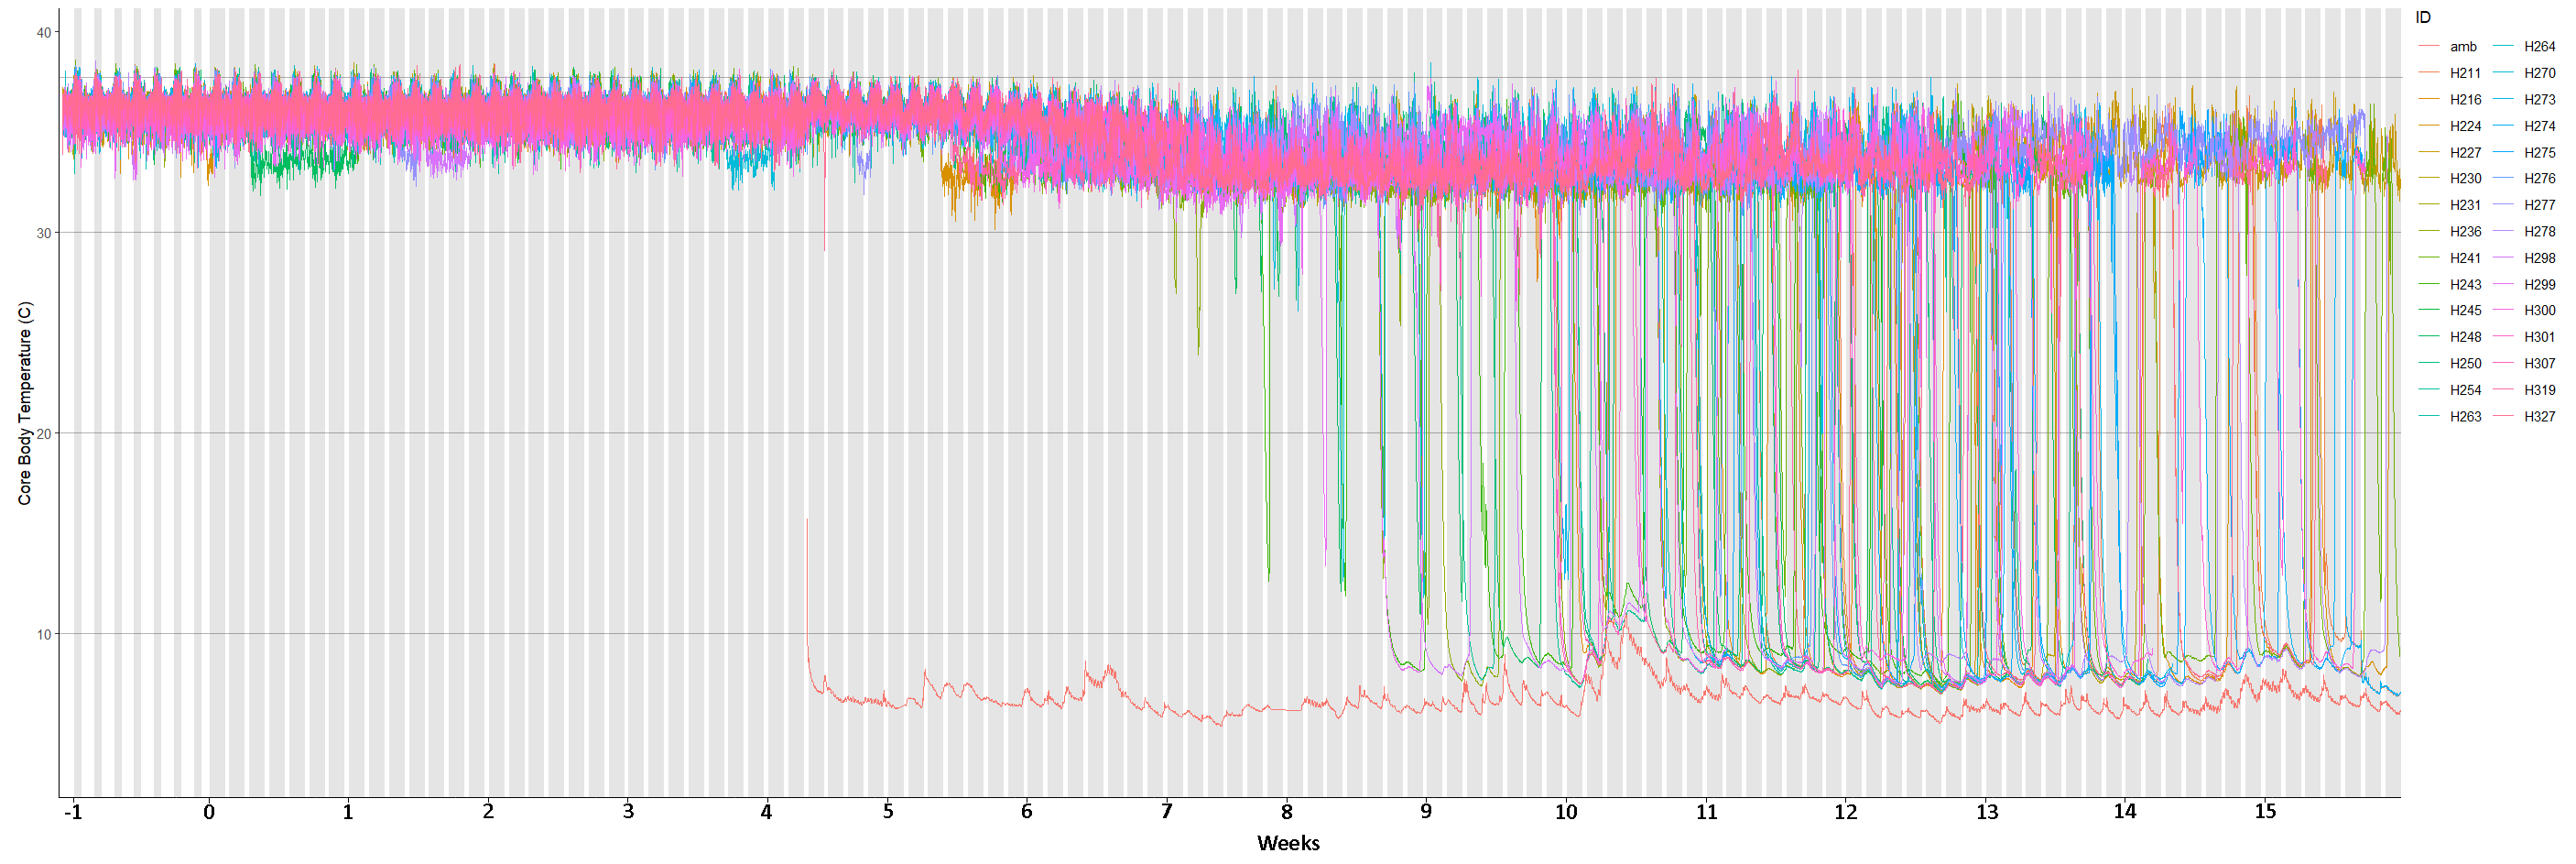 ID
amb H264
H211 H270
H216 H273
H224 H274
H227 H275
H230 H276
H231 H277
H236 H278
H241 H298
H243 H299
H245 H300
H248 H301
H250 H307
H254 H319
H263 H327
40
30
20
10
Core Body Temperature (C)
-1 0 1 2 3 4 5 6 7 8 9 10 11 12 13 14 15
Weeks